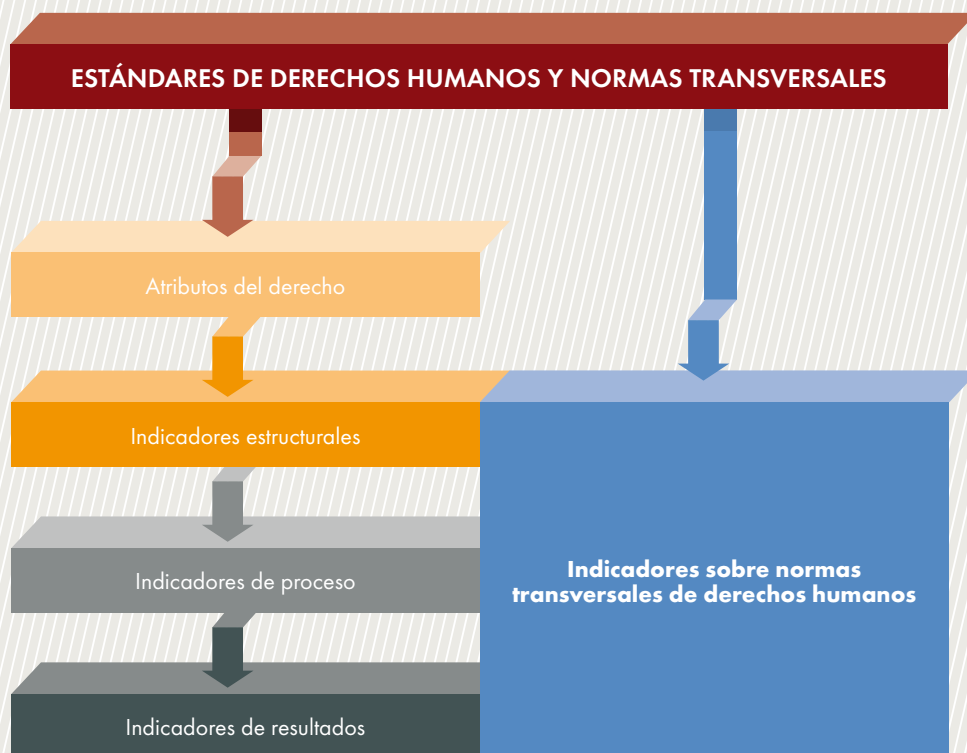 ESTÁNDARES DE DERECHOS HUMANOS Y NORMAS TRANSVERSALES
Atributos del derecho
Indicadores estructurales
Indicadores de proceso
Indicadores de resultados
Indicadores sobre normas
transversales de derechos humanos